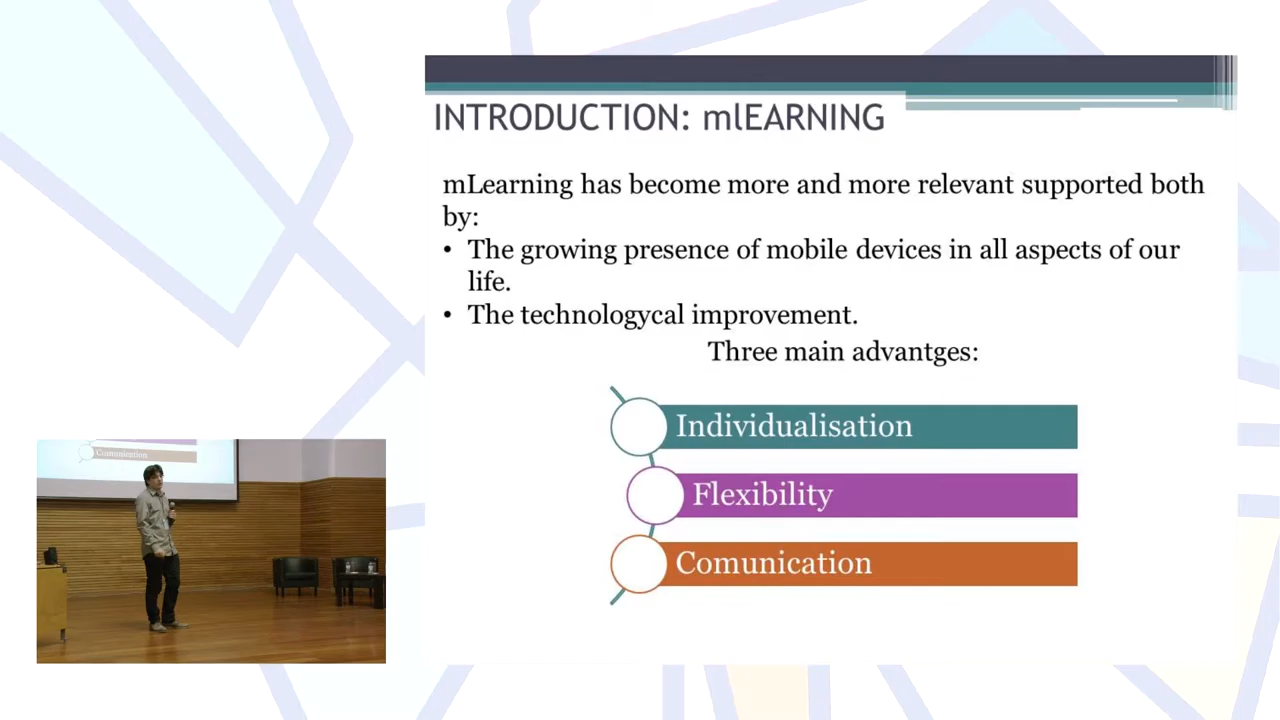 INTRODUCTION: mlEARNING
mLearning has become more and more relevant supported both
by:
• The growing presence of mobile devices in all aspects of our
life.
• The technologycal improvement.
Three main advantges:
Individualisation
Flexibility
Comunication
Comunication